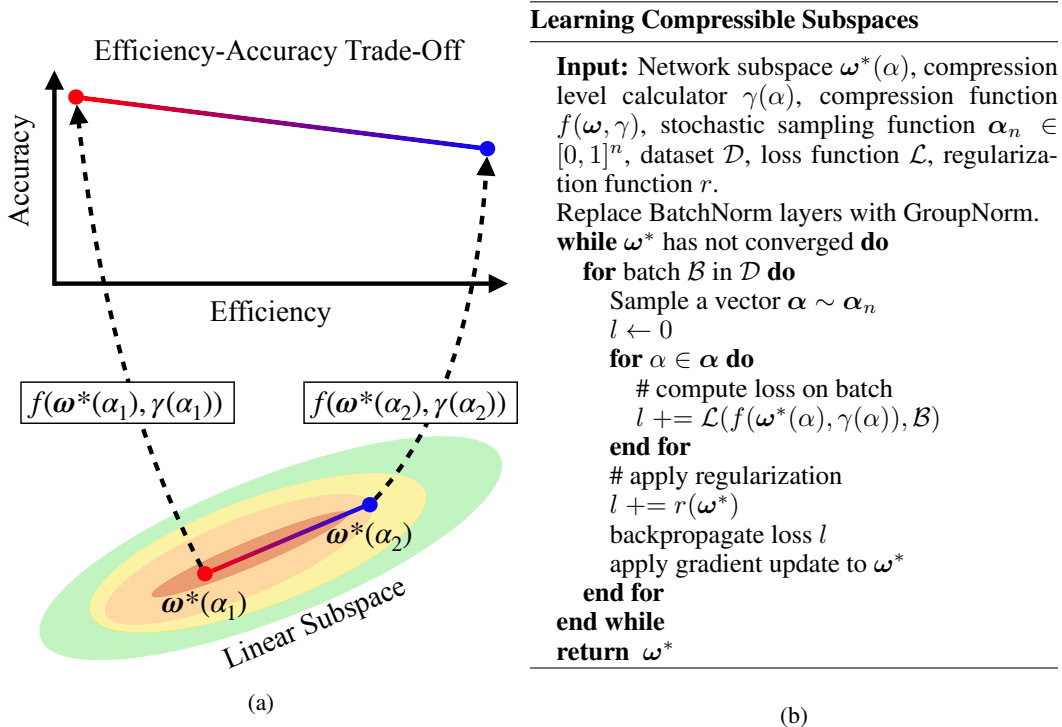 Efficiency-Accuracy Trade-Off
Accuracy
Efficiency
f(ω*(α₁), γ(α₁))
f(ω*(α₂), γ(α₂))
ω*(α₂)
ω*(α₁)
Linear Subspace
(a)
Learning Compressible Subspaces
Input: Network subspace ω*(α), compression
level calculator γ(α), compression function
f(ω, γ), stochastic sampling function αₙ ∈
[0, 1]ⁿ, dataset 𝒟, loss function ℒ, regulariza-
tion function r.
Replace BatchNorm layers with GroupNorm.
while ω* has not converged do
for batch ℬ in 𝒟 do
Sample a vector α ∼ αₙ
l ← 0
for α ∈ α do
# compute loss on batch
l += ℒ(f(ω*(α), γ(α)), ℬ)
end for
# apply regularization
l += r(ω*)
backpropagate loss l
apply gradient update to ω*
end for
end while
return ω*
(b)